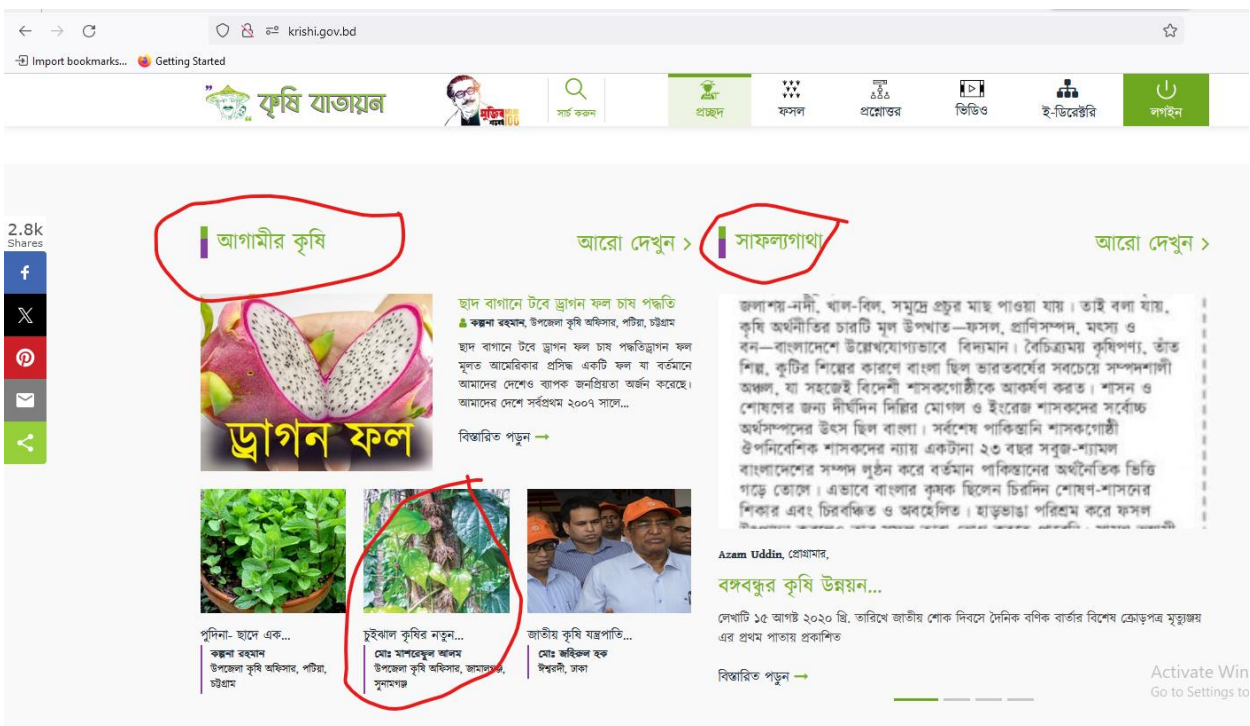 krishi.gov.bd
Import bookmarks... Getting Started
কৃষি বাতায়ন
মুজিব
100
সার্চ করুন
প্রচ্ছদ
ফসল
প্রশ্নোত্তর
ভিডিও
ই-ডিরেক্টরি
লগইন
2.8k
Shares
আগামীর কৃষি
আরো দেখুন >
ড্রাগন ফল
ছাদ বাগানে টবে ড্রাগন ফল চাষ পদ্ধতি
কল্পনা রহমান, উপজেলা কৃষি অফিসার, পটিয়া, চট্টগ্রাম
ছাদ বাগানে টবে ড্রাগন ফল চাষ পদ্ধতিড্রাগন ফল
মূলত আমেরিকার প্রসিদ্ধ একটি ফল যা বর্তমানে
আমাদের দেশেও ব্যাপক জনপ্রিয়তা অর্জন করেছে।
আমাদের দেশে সর্বপ্রথম ২০০৭ সালে...
বিস্তারিত পড়ুন →
পুদিনা- ছাদে এক...
কল্পনা রহমান
উপজেলা কৃষি অফিসার, পটিয়া,
চট্টগ্রাম
চুইঝাল কৃষির নতুন...
মোঃ মাশরেফুল আলম
উপজেলা কৃষি অফিসার, জামালগঞ্জ,
সুনামগঞ্জ
জাতীয় কৃষি যন্ত্রপাতি...
মোঃ জহিরুল হক
ঈশ্বরদী, ঢাকা
সাফল্যগাথা
আরো দেখুন >
জলাশয়-নদী, খাল-বিল, সমুদ্রে প্রচুর মাছ পাওয়া যায়। তাই বলা যায়,
কৃষি অর্থনীতির চারটি মূল উপখাত—ফসল, প্রাণিসম্পদ, মৎস্য ও
বন—বাংলাদেশে উল্লেখযোগ্যভাবে বিদ্যমান। বৈচিত্র্যময় কৃষিপণ্য, তাঁত
শিল্প, কুটির শিল্পের কারণে বাংলা ছিল ভারতবর্ষের সবচেয়ে সম্পদশালী
অঞ্চল, যা সহজেই বিদেশী শাসকগোষ্ঠীকে আকর্ষণ করত। শাসন ও
শোষণের জন্য দীর্ঘদিন দিল্লির মোগল ও ইংরেজ শাসকদের সর্বোচ্চ
অর্থসম্পদের উৎস ছিল বাংলা। সর্বশেষ পাকিস্তানি শাসকগোষ্ঠী
ঔপনিবেশিক শাসকদের ন্যায় একটানা ২৩ বছর সবুজ-শ্যামল
বাংলাদেশের সম্পদ লুণ্ঠন করে বর্তমান পাকিস্তানের অর্থনৈতিক ভিত্তি
গড়ে তোলে। এভাবে বাংলার কৃষক ছিলেন চিরদিন শোষণ-শাসনের
শিকার এবং চিরবঞ্চিত ও অবহেলিত। হাড়ভাঙা পরিশ্রম করে ফসল
Azam Uddin, প্রোগ্রামার,
বঙ্গবন্ধুর কৃষি উন্নয়ন...
লেখাটি ১৫ আগষ্ট ২০২০ খ্রি. তারিখে জাতীয় শোক দিবসে দৈনিক বণিক বার্তার বিশেষ ক্রোড়পত্র মৃত্যুঞ্জয়
এর প্রথম পাতায় প্রকাশিত
বিস্তারিত পড়ুন →
Activate Win
Go to Settings to